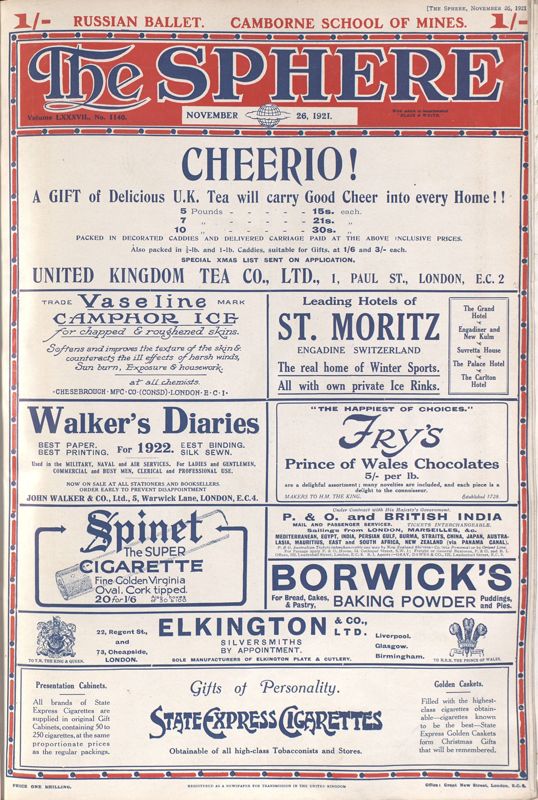 [THE SPHERE, NOVEMBER 26, 1921
1/- RUSSIAN BALLET. CAMBORNE SCHOOL OF MINES. 1/-
The SPHERE
Volume LXXXVII., No. 1140.
NOVEMBER 26, 1921.
With which is incorporated
"BLACK & WHITE.
CHEERIO!
A GIFT of Delicious U.K. Tea will carry Good Cheer into every Home!!
5 Pounds - - - - - 15s. each.
7 „ - - - - - 21s. „
10 „ - - - - - 30s. „
PACKED IN DECORATED CADDIES AND DELIVERED CARRIAGE PAID AT THE ABOVE INCLUSIVE PRICES.
Also packed in ½-lb. and 1-lb. Caddies, suitable for Gifts, at 1/6 and 3/- each.
SPECIAL XMAS LIST SENT ON APPLICATION.
UNITED KINGDOM TEA CO., LTD., 1, PAUL ST., LONDON, E.C. 2
TRADE Vaseline MARK
CAMPHOR ICE
for chapped & roughened skins.
Softens and improves the texture of the skin &
counteracts the ill effects of harsh winds,
Sun burn, Exposure & housework.
at all chemists.
CHESEBROUGH·MFG·CO·(CONSD)·LONDON·E·C·1·
Leading Hotels of
ST. MORITZ
ENGADINE SWITZERLAND
The real home of Winter Sports.
All with own private Ice Rinks.
The Grand
Hotel
Engadiner and
New Kulm
Suvretta House
The Palace Hotel
The Carlton
Hotel
Walker's Diaries
BEST PAPER. BEST BINDING.
BEST PRINTING. For 1922. SILK SEWN.
Used in the MILITARY, NAVAL and AIR SERVICES. For LADIES and GENTLEMEN,
COMMERCIAL and BUSY MEN, CLERICAL and PROFESSIONAL USE.
NOW ON SALE AT ALL STATIONERS AND BOOKSELLERS.
ORDER EARLY TO PREVENT DISAPPOINTMENT
JOHN WALKER & CO., Ltd., 5, Warwick Lane, LONDON, E.C.4.
"THE HAPPIEST OF CHOICES."
Fry's
Prince of Wales Chocolates
5/- per lb.
are a delightful assortment; many novelties are included, and each piece is a
delight to the connoisseur.
MAKERS TO H.M. THE KING. Established 1728.
Spinet
The SUPER
CIGARETTE
Fine Golden Virginia
Oval. Cork tipped.
20 for 1/6 Also boxes of 50 & 100
Under Contract with His Majesty's Government.
P. & O. and BRITISH INDIA
MAIL AND PASSENGER SERVICES. TICKETS INTERCHANGEABLE.
Sailings from LONDON, MARSEILLES, &c.
MEDITERRANEAN, EGYPT, INDIA, PERSIAN GULF, BURMA, STRAITS, CHINA, JAPAN, AUSTRA-
LASIA, MAURITIUS, EAST and SOUTH AFRICA, NEW ZEALAND (via PANAMA CANAL).
BORWICK'S
For Bread, Cakes, & Pastry, BAKING POWDER Puddings, and Pies.
22, Regent St.,
and
73, Cheapside,
LONDON.
ELKINGTON & CO., LTD.
SILVERSMITHS
BY APPOINTMENT.
SOLE MANUFACTURERS OF ELKINGTON PLATE & CUTLERY.
Liverpool.
Glasgow.
Birmingham.
TO T.M. THE KING & QUEEN.
TO H.R.H. THE PRINCE OF WALES.
Presentation Cabinets.
All brands of State
Express Cigarettes are
supplied in original Gift
Cabinets, containing 50 to
250 cigarettes, at the same
proportionate prices
as the regular packings.
Gifts of Personality.
STATE EXPRESS CIGARETTES
Obtainable of all high-class Tobacconists and Stores.
Golden Caskets.
Filled with the highest-
class cigarettes obtain-
able—cigarettes known
to be the best—State
Express Golden Caskets
form Christmas Gifts
that will be remembered.
PRICE ONE SHILLING.
REGISTERED AS A NEWSPAPER FOR TRANSMISSION IN THE UNITED KINGDOM
Office: Great New Street, London, E.C.4.